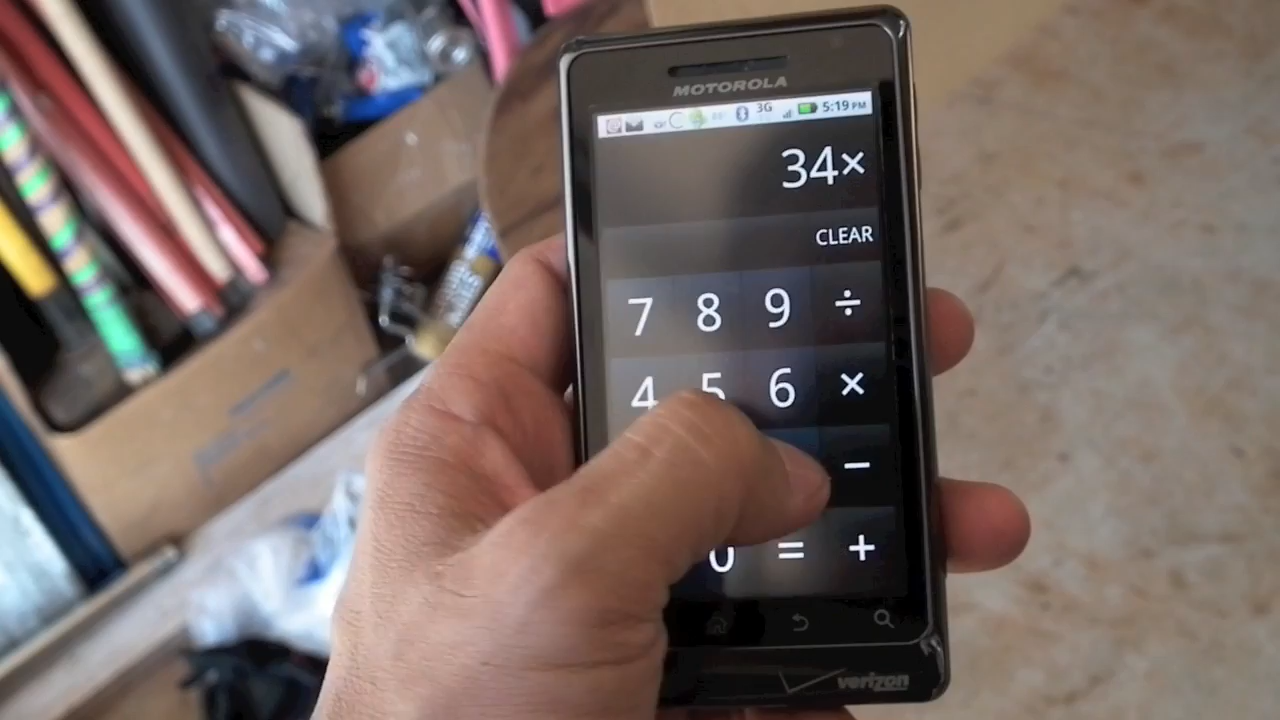 MOTOROLA
3G 5:19 PM
34×
CLEAR
7 8 9 ÷
4 5 6 ×
−
0 = +
verizon